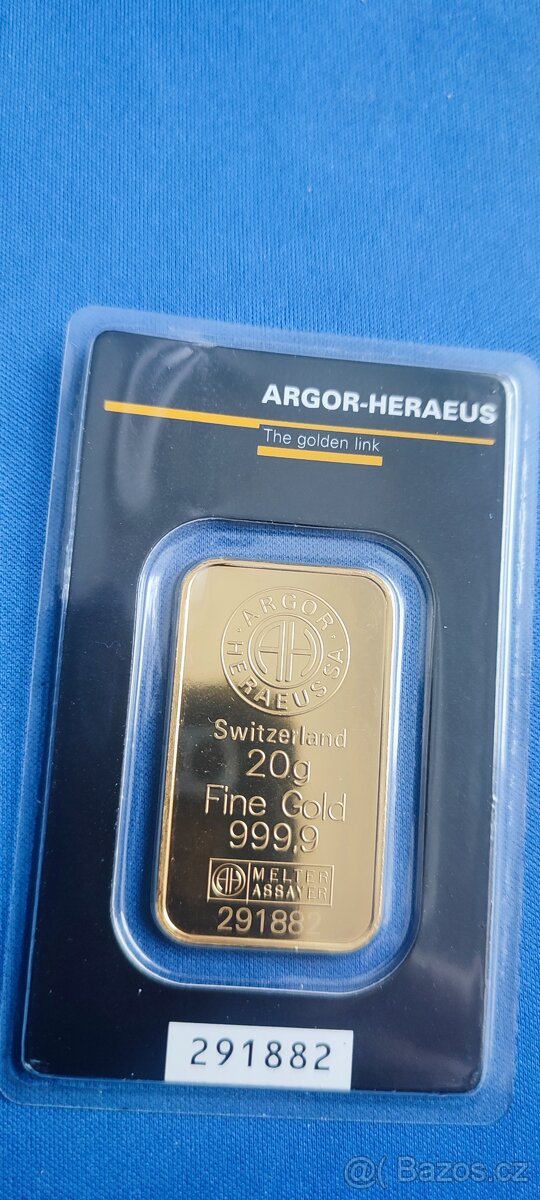 ARGOR-HERAEUS
The golden link
ARGOR
HERAEUS SA
AH
Switzerland
20g
Fine Gold
999,9
AH MELTER
ASSAYER
291882
291882
@( Bazos.cz